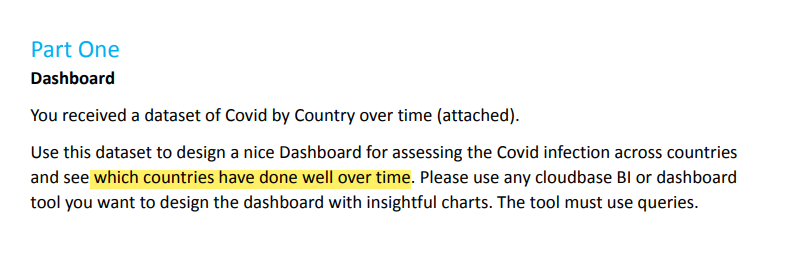 Part One
Dashboard
You received a dataset of Covid by Country over time (attached).
Use this dataset to design a nice Dashboard for assessing the Covid infection across countries
and see which countries have done well over time. Please use any cloudbase BI or dashboard
tool you want to design the dashboard with insightful charts. The tool must use queries.